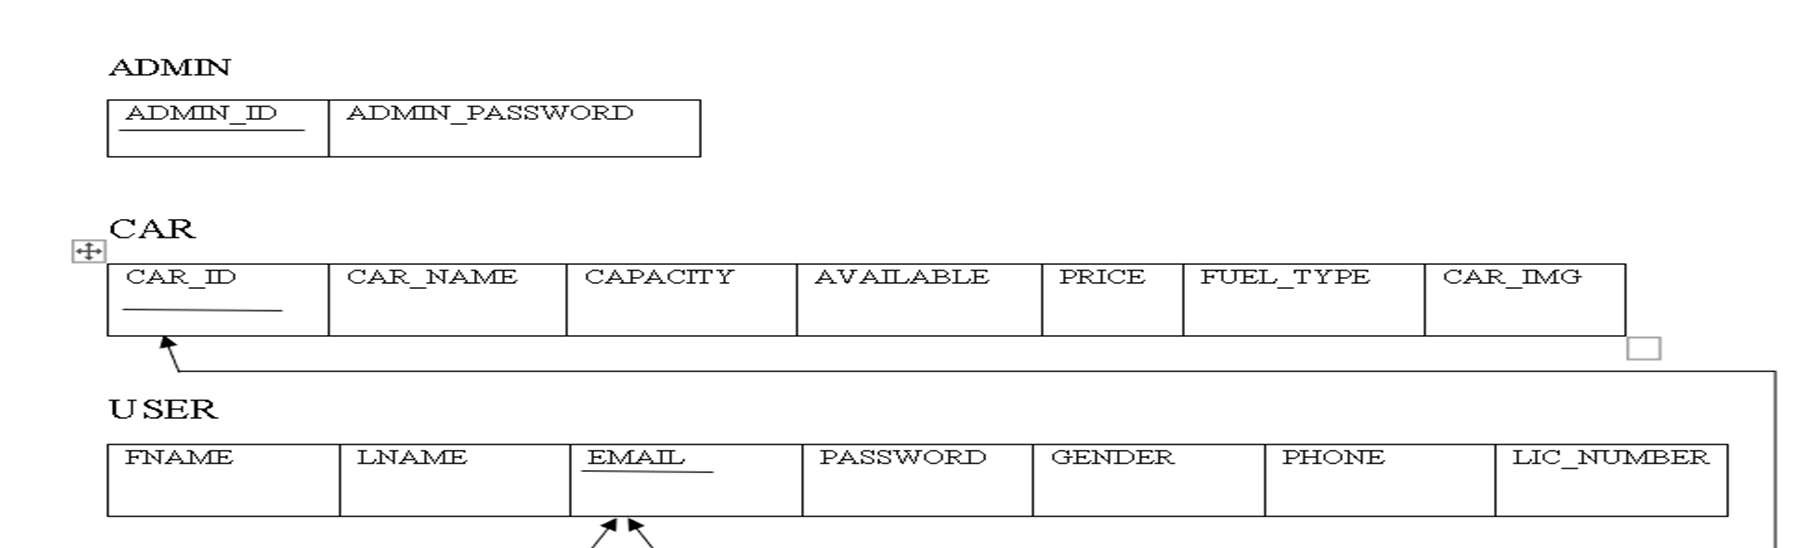 ADMIN
ADMIN_ID ADMIN_PASSWORD
CAR
CAR_ID CAR_NAME CAPACITY AVAILABLE PRICE FUEL_TYPE CAR_IMG
USER
FNAME LNAME EMAIL PASSWORD GENDER PHONE LIC_NUMBER